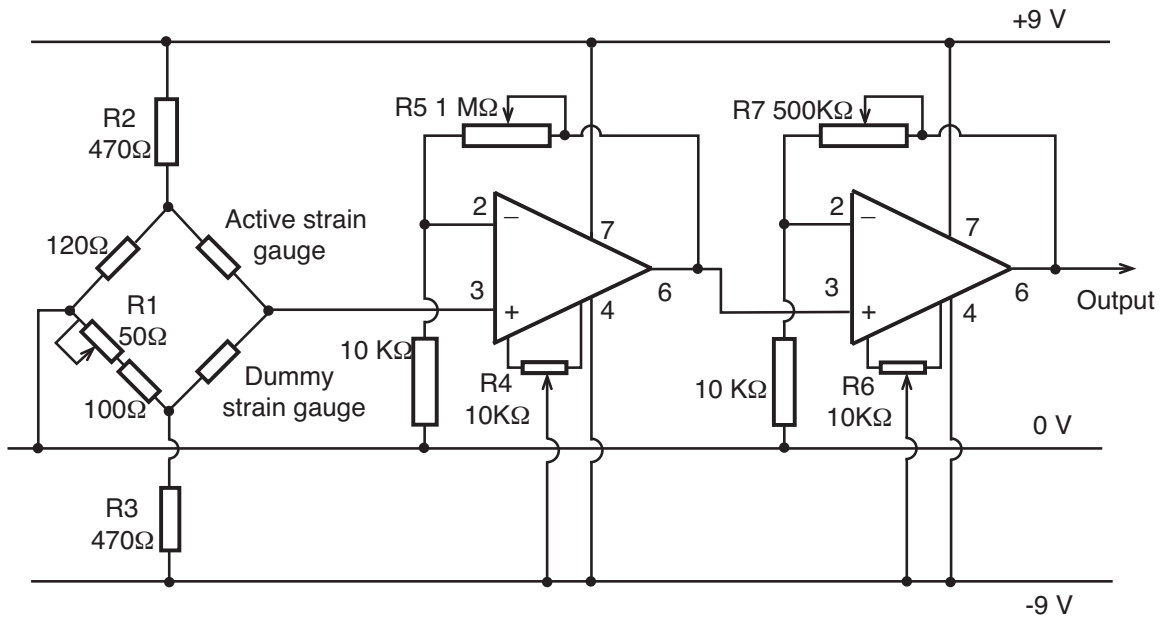 +9 V
R2
470Ω
R5 1 MΩ
R7 500KΩ
Active strain
gauge
120Ω
R1
50Ω
100Ω
Dummy
strain gauge
2
−
7
3
+
4
6
10 KΩ
R4
10KΩ
2
−
7
3
+
4
6
Output
10 KΩ
R6
10KΩ
0 V
R3
470Ω
-9 V